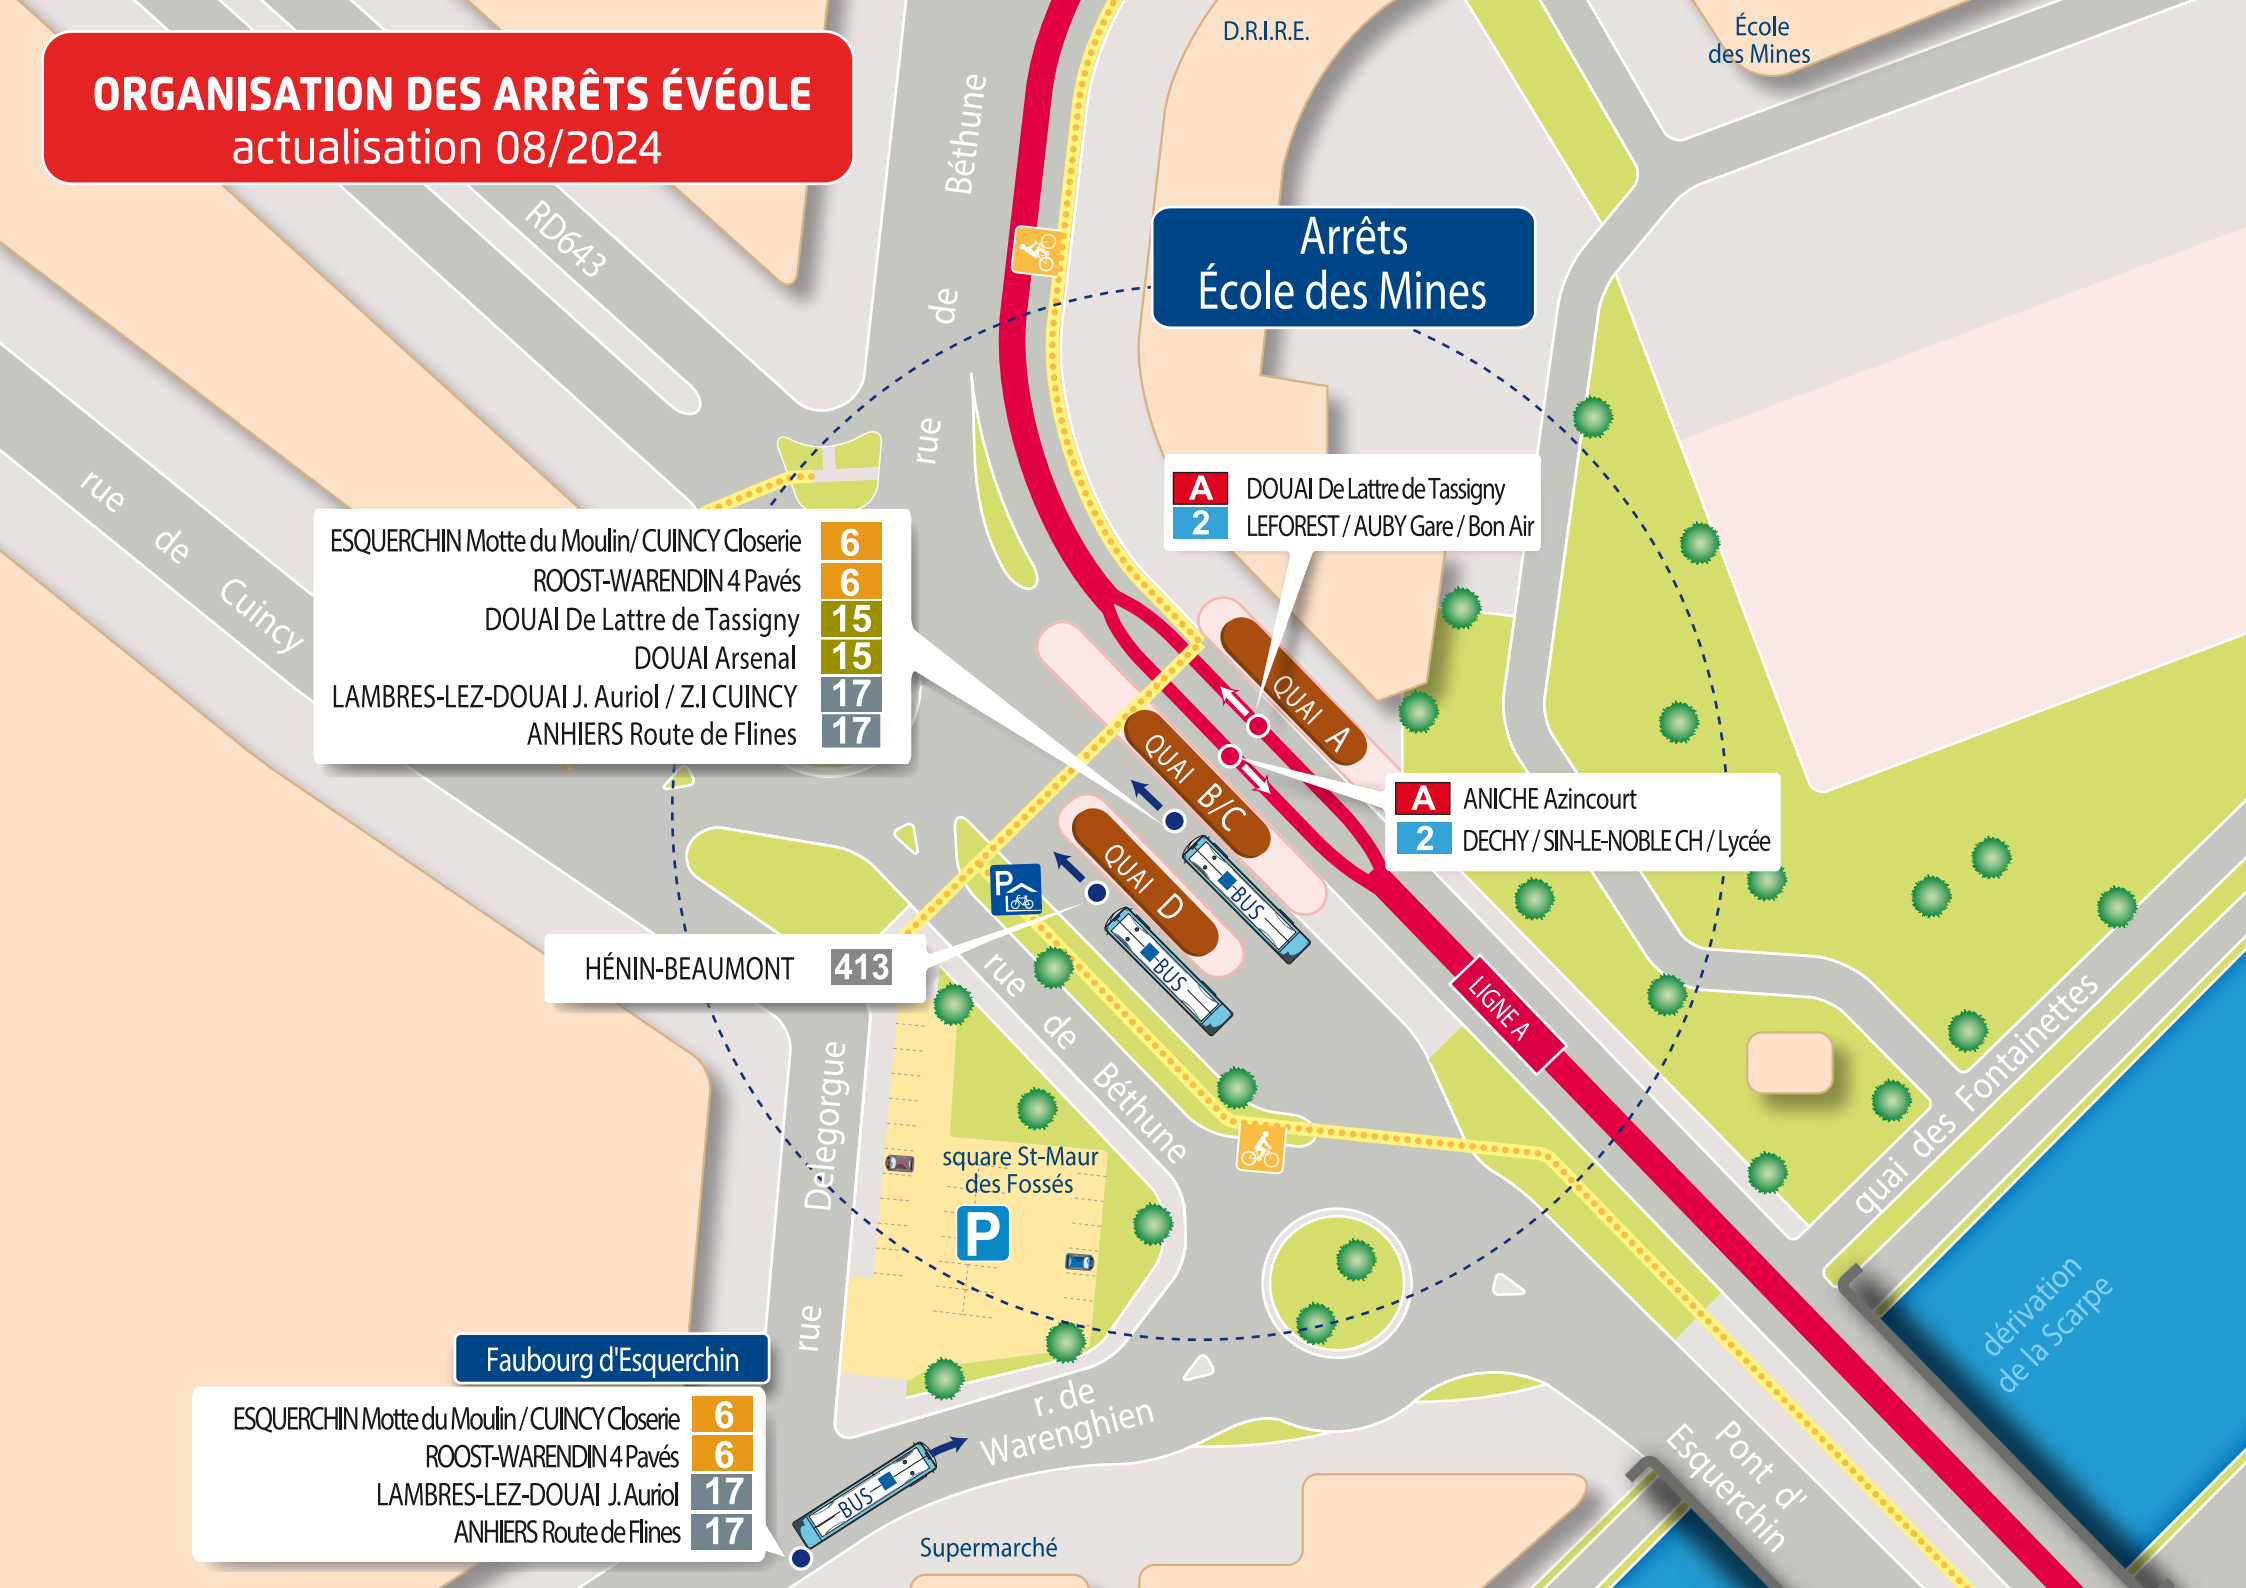 ORGANISATION DES ARRÊTS ÉVÉOLE
actualisation 08/2024
D.R.I.R.E.
École
des Mines
RD643
rue de Béthune
Arrêts
École des Mines
rue de Cuincy
A DOUAI De Lattre de Tassigny
2 LEFOREST / AUBY Gare / Bon Air
ESQUERCHIN Motte du Moulin/ CUINCY Closerie 6
ROOST-WARENDIN 4 Pavés 6
DOUAI De Lattre de Tassigny 15
DOUAI Arsenal 15
LAMBRES-LEZ-DOUAI J. Auriol / Z.I CUINCY 17
ANHIERS Route de Flines 17
QUAI A
QUAI B/C
QUAI D
A ANICHE Azincourt
2 DECHY / SIN-LE-NOBLE CH / Lycée
P
BUS
BUS
HÉNIN-BEAUMONT 413
LIGNE A
rue de Béthune
rue Delegorgue
square St-Maur
des Fossés
P
quai des Fontainettes
dérivation
de la Scarpe
Faubourg d'Esquerchin
ESQUERCHIN Motte du Moulin / CUINCY Closerie 6
ROOST-WARENDIN 4 Pavés 6
LAMBRES-LEZ-DOUAI J. Auriol 17
ANHIERS Route de Flines 17
BUS
r. de
Warenghien
Pont d'
Esquerchin
Supermarché